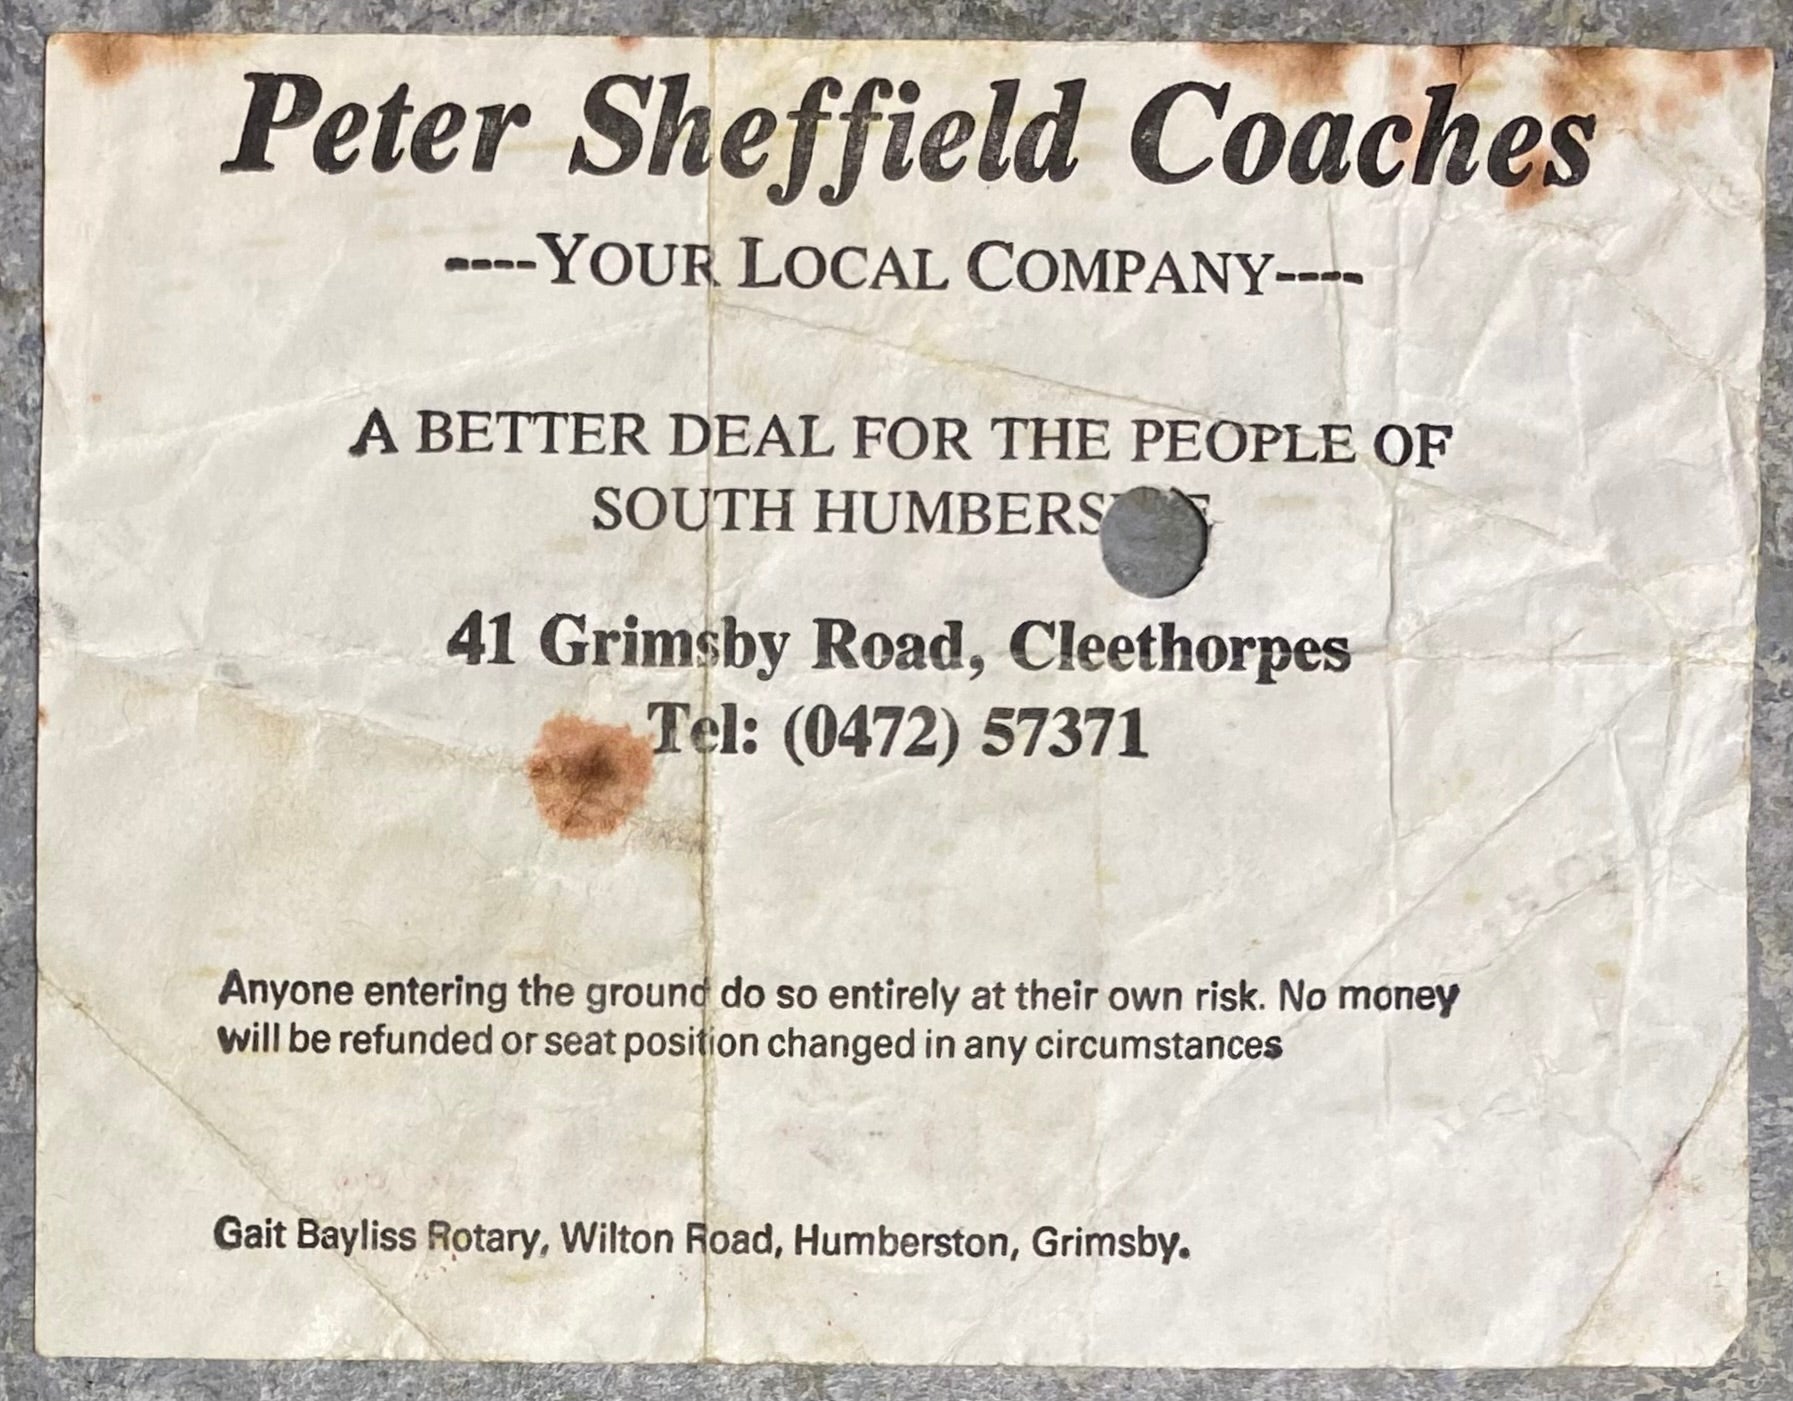 Peter Sheffield Coaches
----YOUR LOCAL COMPANY----
A BETTER DEAL FOR THE PEOPLE OF
SOUTH
41 Grimsby Road, Cleethorpes
Tel: (0472) 57371
Anyone entering the ground do so entirely at their own risk. No money
will be refunded or seat position changed in any circumstances
Gait Bayliss Rotary, Wilton Road, Humberston, Grimsby.